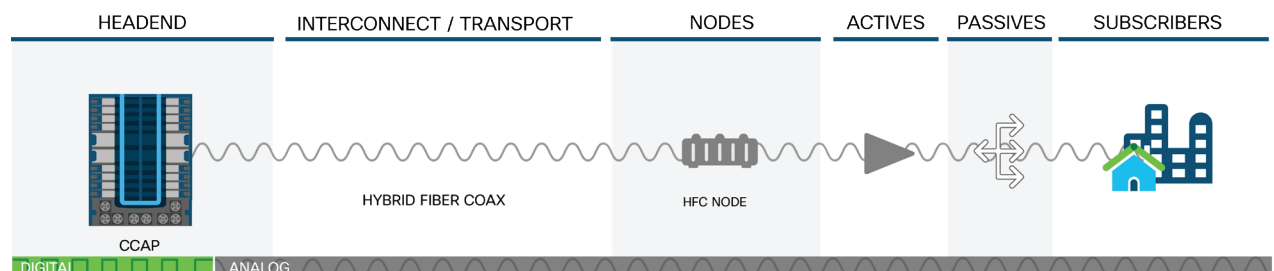 HEADEND
INTERCONNECT / TRANSPORT
NODES
ACTIVES
PASSIVES
SUBSCRIBERS
HYBRID FIBER COAX
HFC NODE
CCAP
DIGITAL
ANALOG